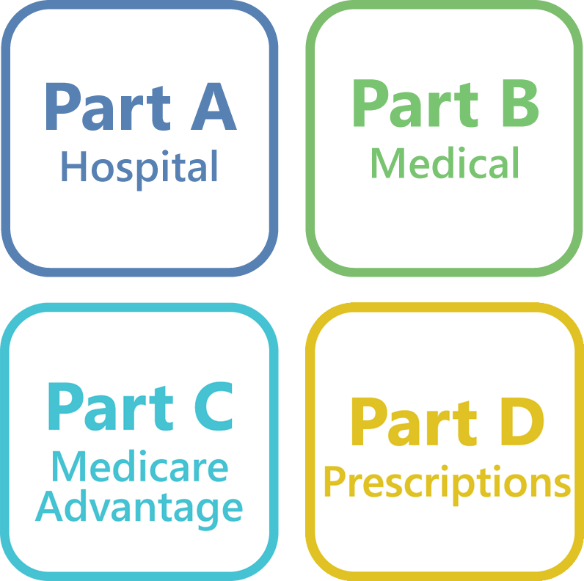 Part A
Hospital
Part B
Medical
Part C
Medicare
Advantage
Part D
Prescriptions